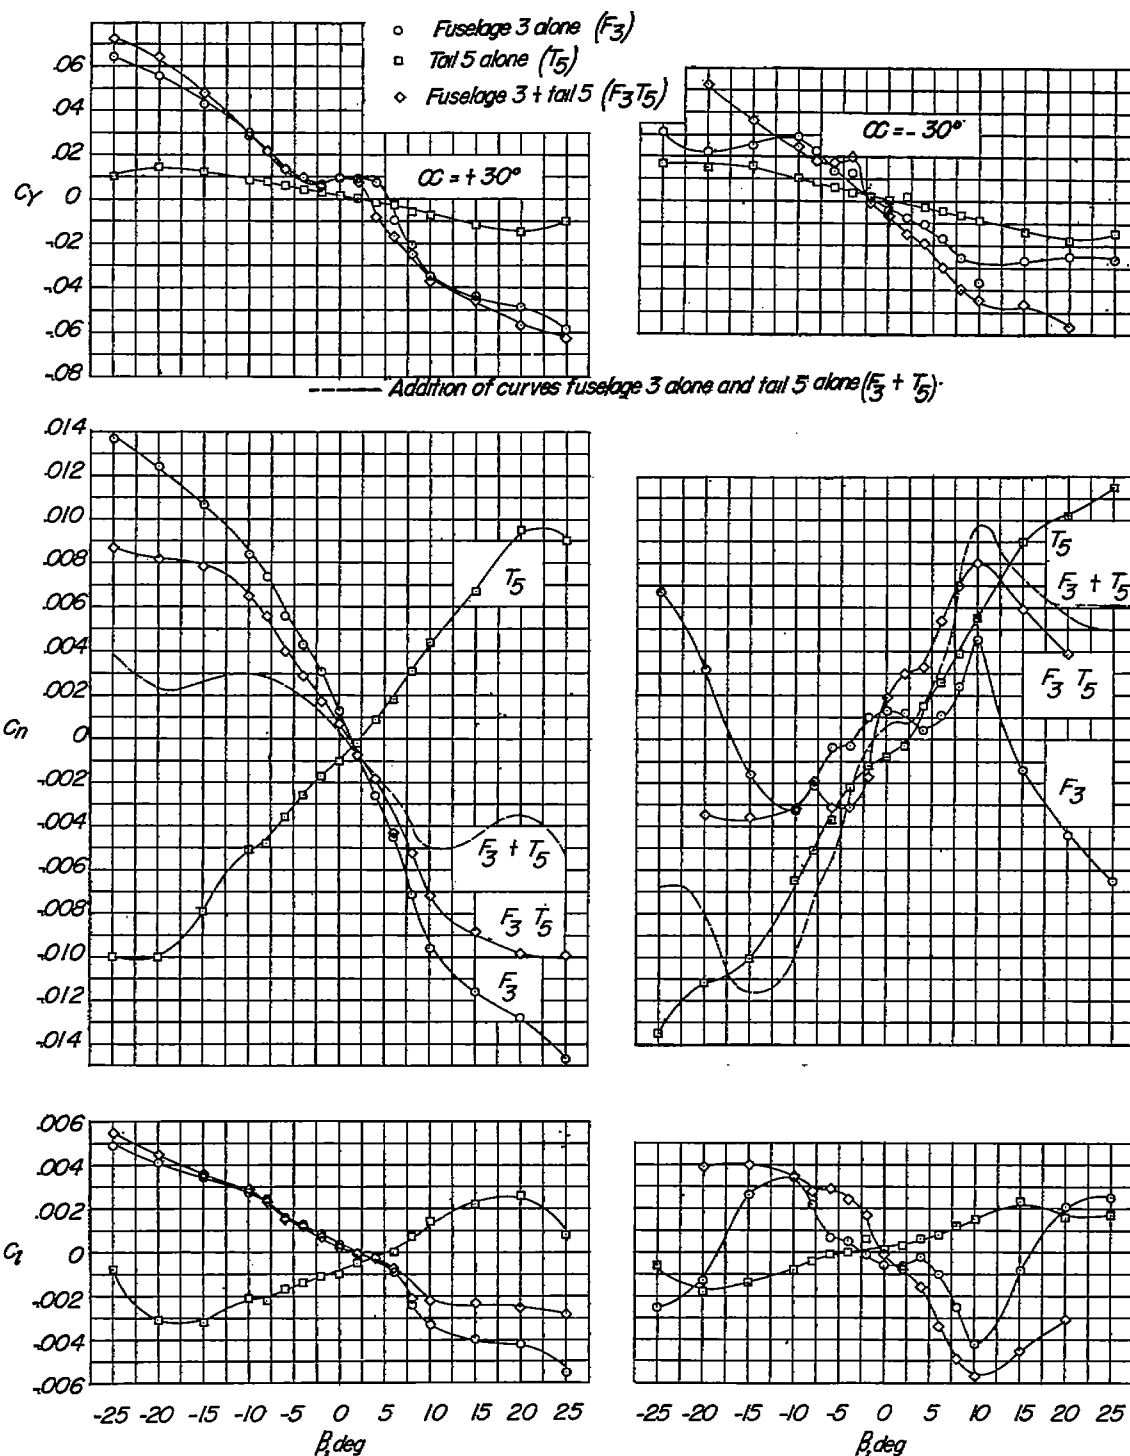 ○ Fuselage 3 alone (F3)
□ Tail 5 alone (T5)
◇ Fuselage 3 + tail 5 (F3T5)
.06
.04
.02
0
-.02
-.04
-.06
-.08
CY
α = +30°
α = -30°
---- Addition of curves fuselage 3 alone and tail 5 alone (F3 + T5).
.014
.012
.010
.008
.006
.004
.002
0
-.002
-.004
-.006
-.008
-.010
-.012
-.014
Cn
T5
F3 + T5
F3 T5
F3
T5
F3 + T5
F3 T5
F3
.006
.004
.002
0
-.002
-.004
-.006
Cl
-25 -20 -15 -10 -5 0 5 10 15 20 25
β, deg
-25 -20 -15 -10 -5 0 5 10 15 20 25
β, deg